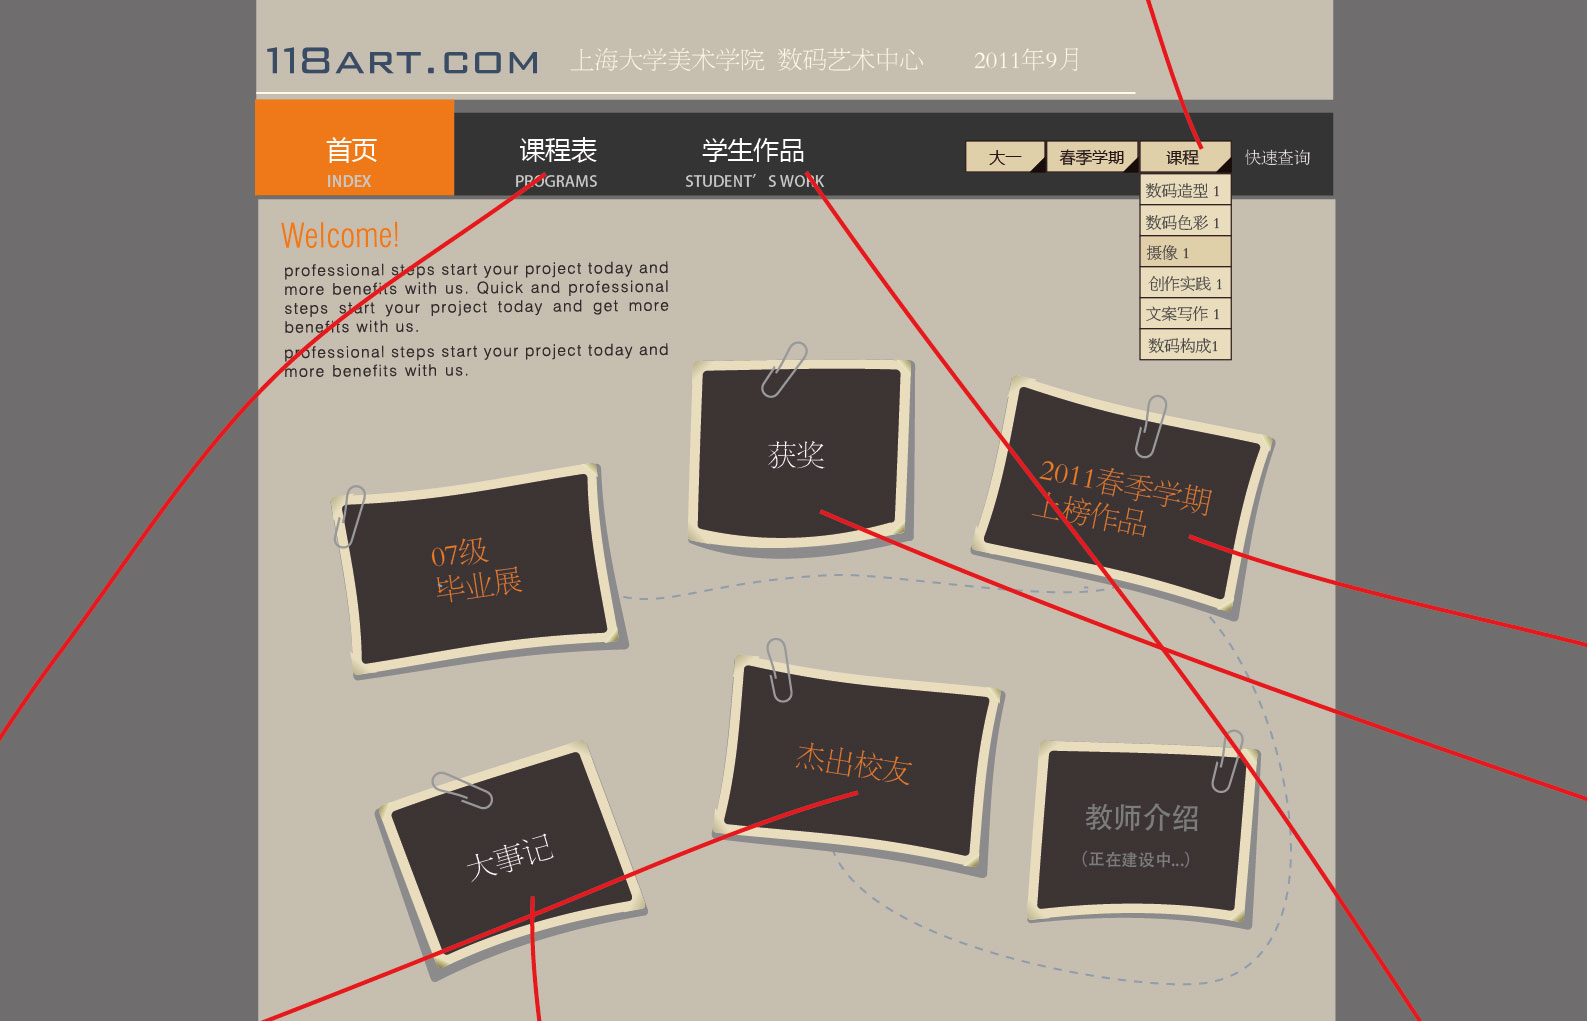 118ART.COM 上海大学美术学院 数码艺术中心 2011年9月
首页 课程表 学生作品
INDEX PROGRAMS STUDENT'S WORK
大一 春季学期 课程 快速查询
数码造型 1
数码色彩 1
摄像 1
创作实践 1
文案写作 1
数码构成1
Welcome!
professional steps start your project today and
more benefits with us. Quick and professional
steps start your project today and get more
benefits with us.
professional steps start your project today and
more benefits with us.
获奖
2011春季学期
上榜作品
07级
毕业展
杰出校友
大事记
教师介绍
（正在建设中...）